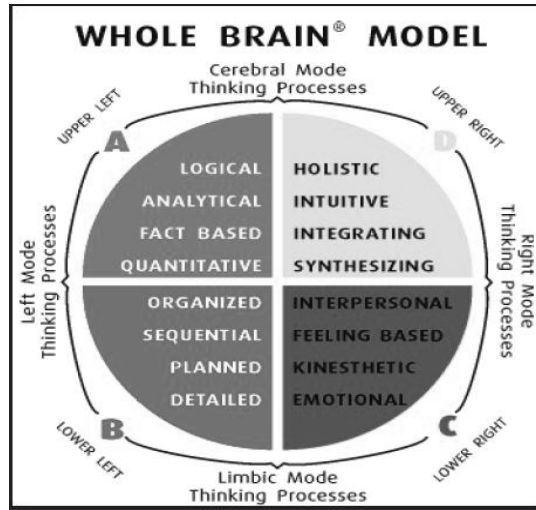 WHOLE BRAIN® MODEL
Cerebral Mode
Thinking Processes
UPPER LEFT
UPPER RIGHT
A
D
LOGICAL
ANALYTICAL
FACT BASED
QUANTITATIVE
HOLISTIC
INTUITIVE
INTEGRATING
SYNTHESIZING
Left Mode
Thinking Processes
Right Mode
Thinking Processes
ORGANIZED
SEQUENTIAL
PLANNED
DETAILED
INTERPERSONAL
FEELING BASED
KINESTHETIC
EMOTIONAL
B
C
LOWER LEFT
LOWER RIGHT
Limbic Mode
Thinking Processes